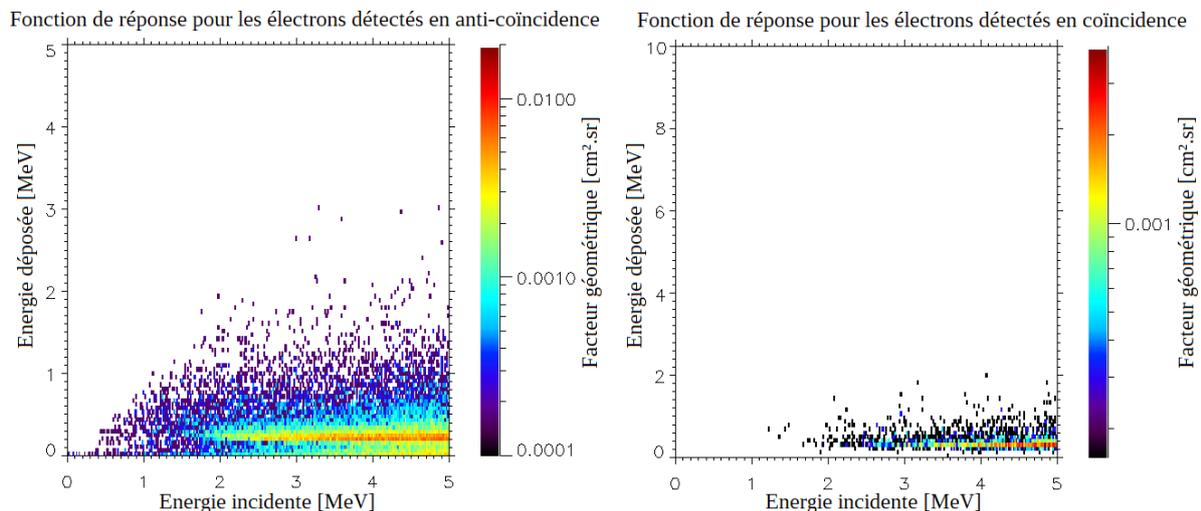 Fonction de réponse pour les électrons détectés en anti-coïncidence
5
4
3
2
1
0
Energie déposée [MeV]
0 1 2 3 4 5
Energie incidente [MeV]
0.0100
0.0010
0.0001
Facteur géométrique [cm².sr]
Fonction de réponse pour les électrons détectés en coïncidence
10
8
6
4
2
0
Energie déposée [MeV]
0 1 2 3 4 5
Energie incidente [MeV]
0.001
Facteur géométrique [cm².sr]